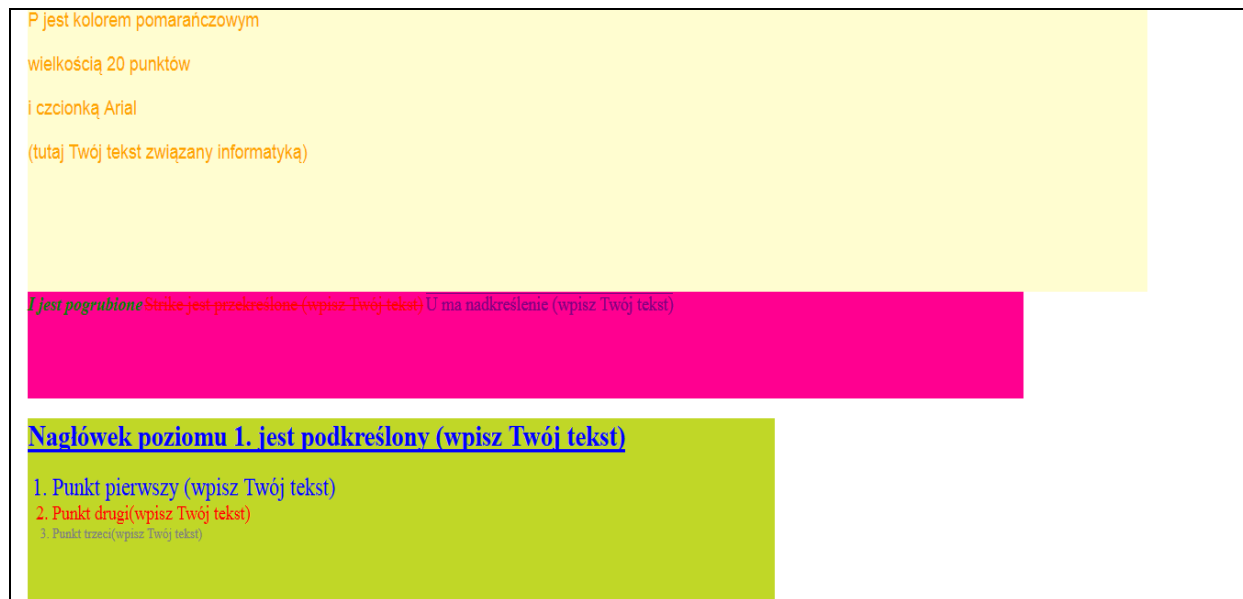 P jest kolorem pomarańczowym
wielkością 20 punktów
i czcionką Arial
(tutaj Twój tekst związany informatyką)
I jest pogrubione Strike jest przekreślone (wpisz Twój tekst) U ma nadkreślenie (wpisz Twój tekst)
Nagłówek poziomu 1. jest podkreślony (wpisz Twój tekst)
1. Punkt pierwszy (wpisz Twój tekst)
2. Punkt drugi(wpisz Twój tekst)
3. Punkt trzeci(wpisz Twój tekst)